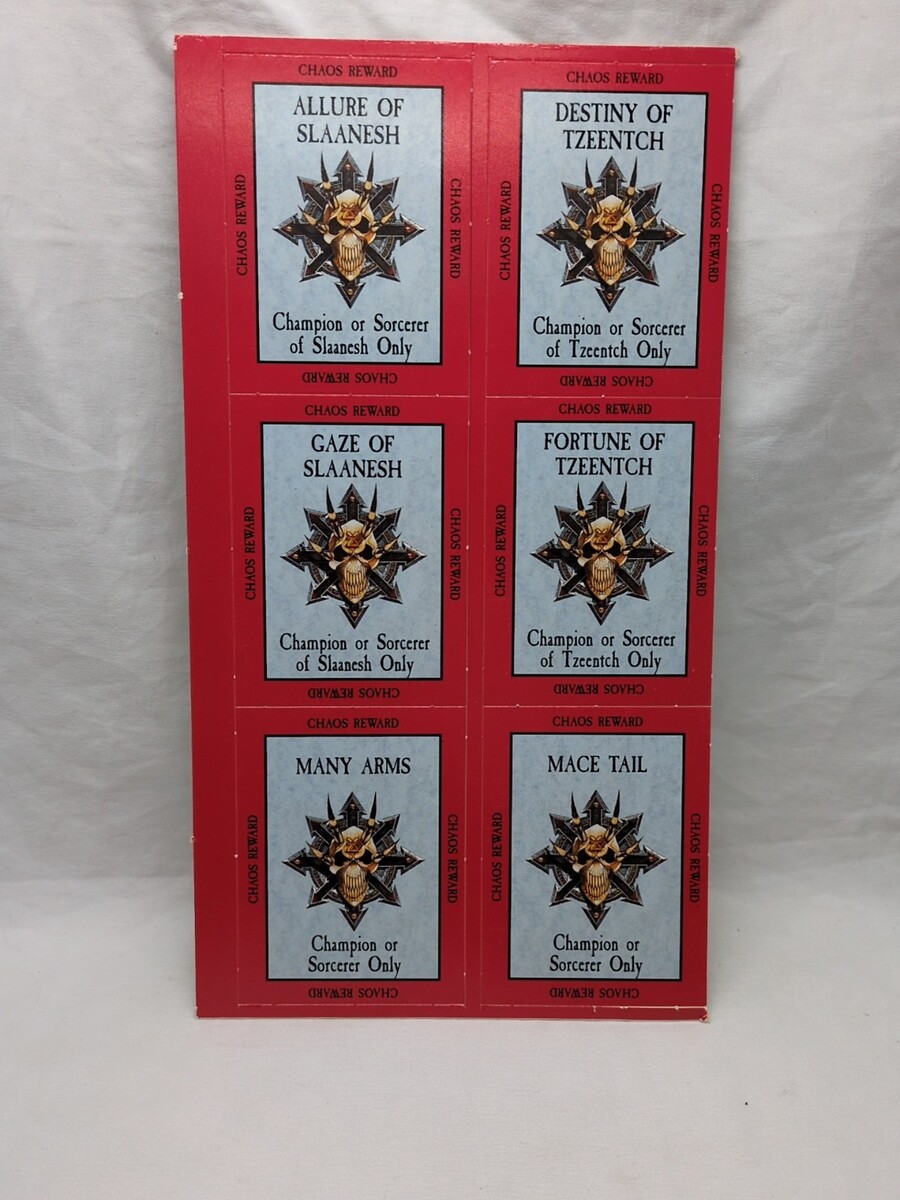 CHAOS REWARD
CHAOS REWARD
ALLURE OF
SLAANESH
Champion or Sorcerer
of Slaanesh Only
CHAOS REWARD
CHAOS REWARD
CHAOS REWARD
CHAOS REWARD
DESTINY OF
TZEENTCH
Champion or Sorcerer
of Tzeentch Only
CHAOS REWARD
CHAOS REWARD
CHAOS REWARD
CHAOS REWARD
GAZE OF
SLAANESH
Champion or Sorcerer
of Slaanesh Only
CHAOS REWARD
CHAOS REWARD
CHAOS REWARD
CHAOS REWARD
FORTUNE OF
TZEENTCH
Champion or Sorcerer
of Tzeentch Only
CHAOS REWARD
CHAOS REWARD
CHAOS REWARD
CHAOS REWARD
MANY ARMS
Champion or
Sorcerer Only
CHAOS REWARD
CHAOS REWARD
CHAOS REWARD
CHAOS REWARD
MACE TAIL
Champion or
Sorcerer Only
CHAOS REWARD
CHAOS REWARD